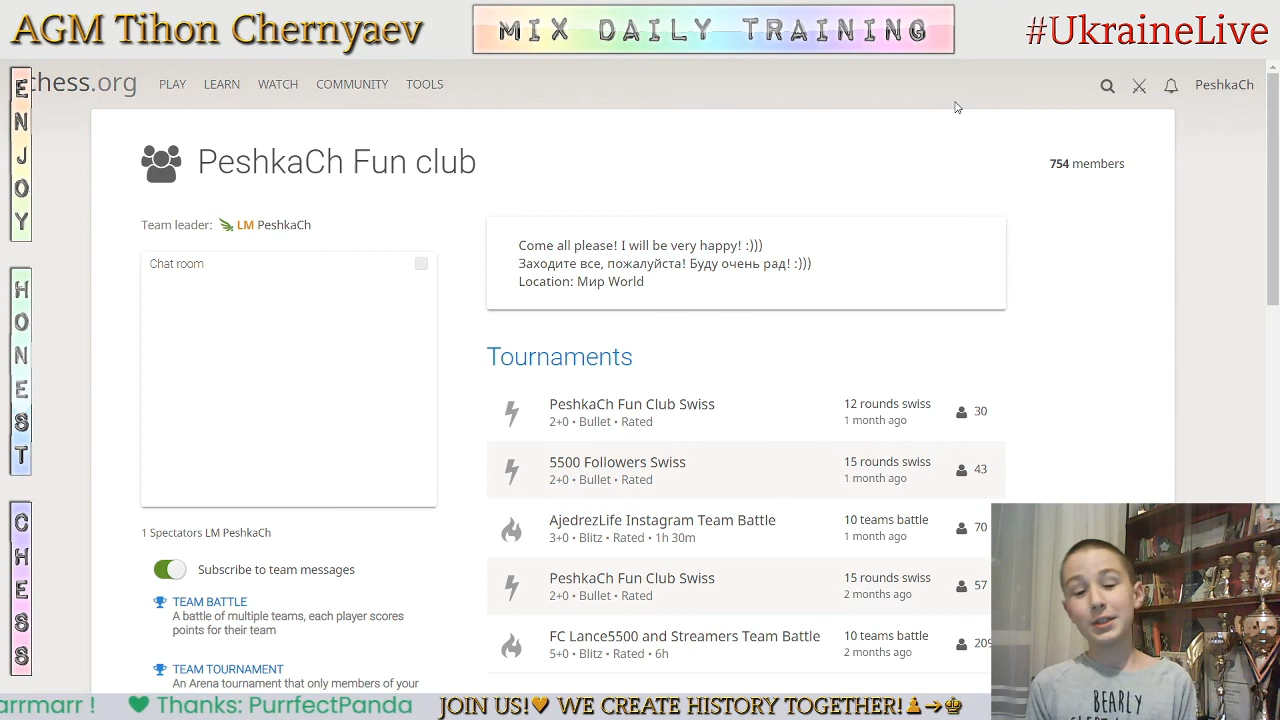 AGM Tihon Chernyaev
MIX DAILY TRAINING
#UkraineLive
ENJOY
HONEST
CHESS
chess.org
PLAY LEARN WATCH COMMUNITY TOOLS
PeshkaCh
PeshkaCh Fun club
754 members
Team leader: LM PeshkaCh
Chat room
Come all please! I will be very happy! :)))
Заходите все, пожалуйста! Буду очень рад! :)))
Location: Мир World
Tournaments
PeshkaCh Fun Club Swiss 12 rounds swiss 30
2+0 • Bullet • Rated 1 month ago
5500 Followers Swiss 15 rounds swiss 43
2+0 • Bullet • Rated 1 month ago
AjedrezLife Instagram Team Battle 10 teams battle 70
3+0 • Blitz • Rated • 1h 30m 1 month ago
PeshkaCh Fun Club Swiss 15 rounds swiss 57
2+0 • Bullet • Rated 2 months ago
FC Lance5500 and Streamers Team Battle 10 teams battle
5+0 • Blitz • Rated • 6h 2 months ago
1 Spectators LM PeshkaCh
Subscribe to team messages
TEAM BATTLE
A battle of multiple teams, each player scores
points for their team
TEAM TOURNAMENT
An Arena tournament that only members of your
BEARLY
arrmarr ! 💚 Thanks: PurrfectPanda
JOIN US!🧡 WE CREATE HISTORY TOGETHER!♟→♚